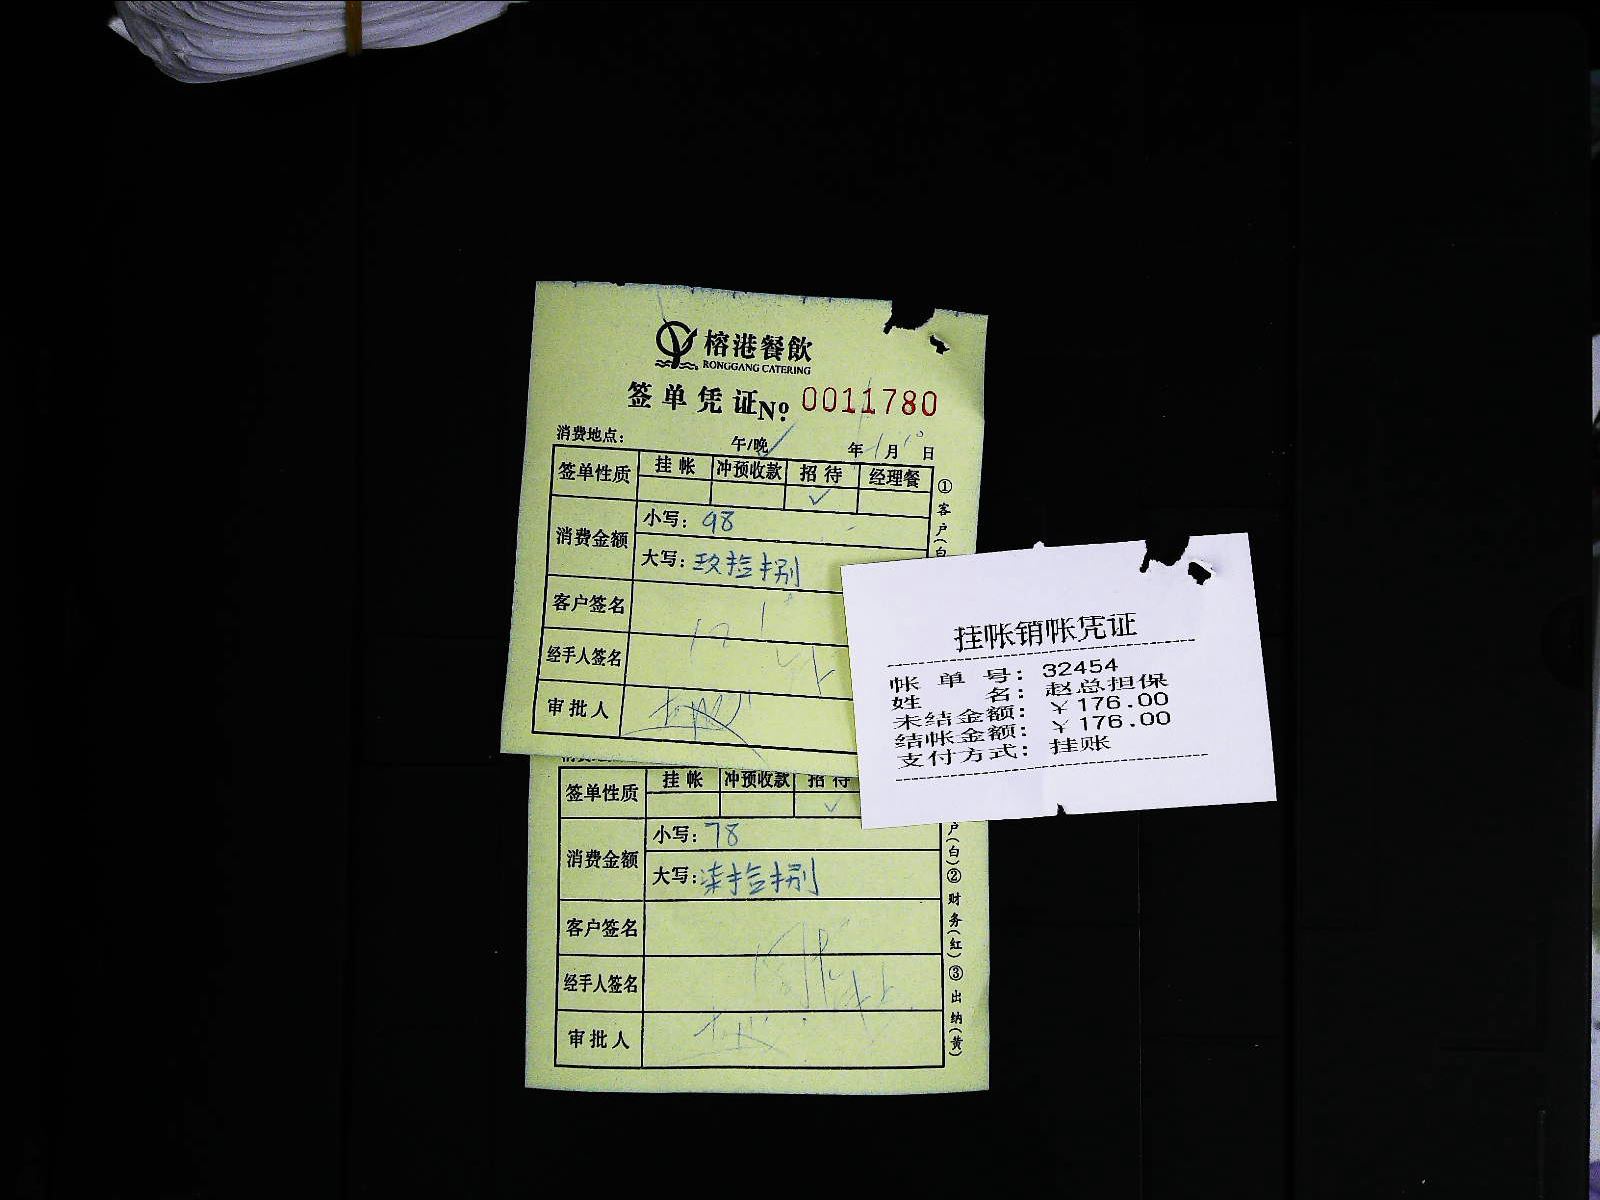 榕港餐飲
RONGGANG CATERING
签单凭证№ 0011780
消费地点: 午/晚 年 1月10日
签单性质 挂帐 冲预收款 招待 经理餐
✓
消费金额 小写: 98
大写: 玖拾捌
客户签名
经手人签名
审批人
①客户(白
签单性质 挂帐 冲预收款 招待
✓
消费金额 小写: 78
大写: 柒拾捌
客户签名
经手人签名
审批人
户(白)②财务(红)③出纳(黄)
挂帐销帐凭证
帐单号: 32454
姓名: 赵总担保
未结金额: ¥176.00
结帐金额: ¥176.00
支付方式: 挂账